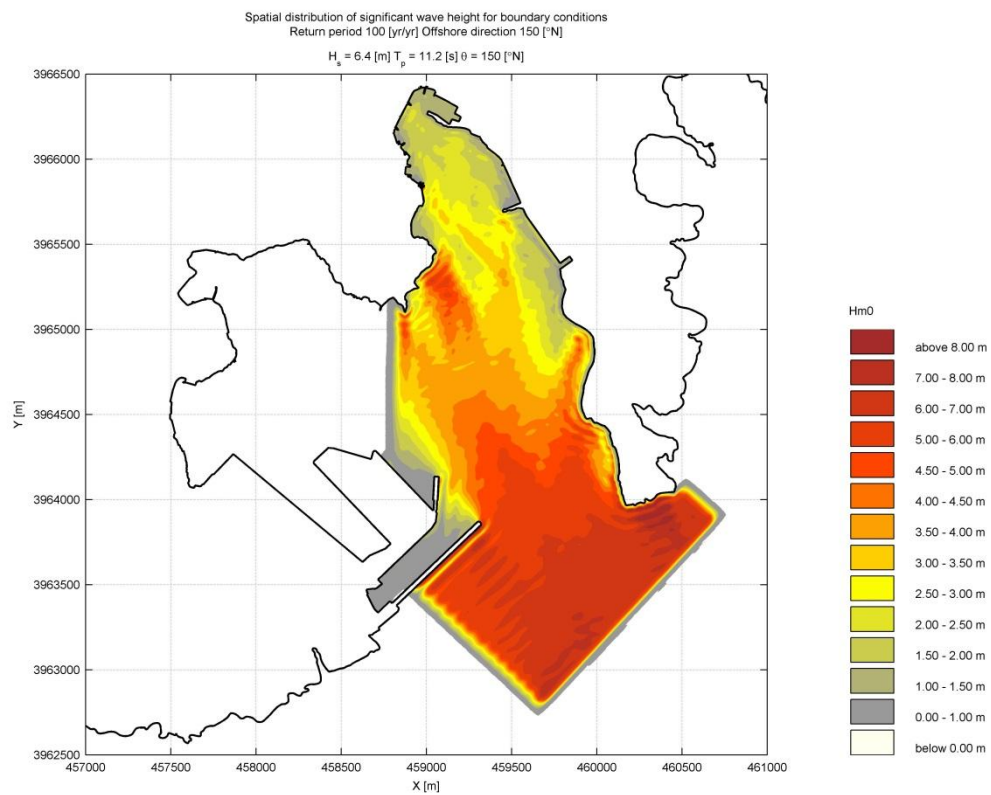 Spatial distribution of significant wave height for boundary conditions
Return period 100 [yr/yr] Offshore direction 150 [°N]
H_s = 6.4 [m] T_p = 11.2 [s] θ = 150 [°N]
3966500
3966000
3965500
3965000
3964500
3964000
3963500
3963000
3962500
Y [m]
457000 457500 458000 458500 459000 459500 460000 460500 461000
X [m]
Hm0
above 8.00 m
7.00 - 8.00 m
6.00 - 7.00 m
5.00 - 6.00 m
4.50 - 5.00 m
4.00 - 4.50 m
3.50 - 4.00 m
3.00 - 3.50 m
2.50 - 3.00 m
2.00 - 2.50 m
1.50 - 2.00 m
1.00 - 1.50 m
0.00 - 1.00 m
below 0.00 m